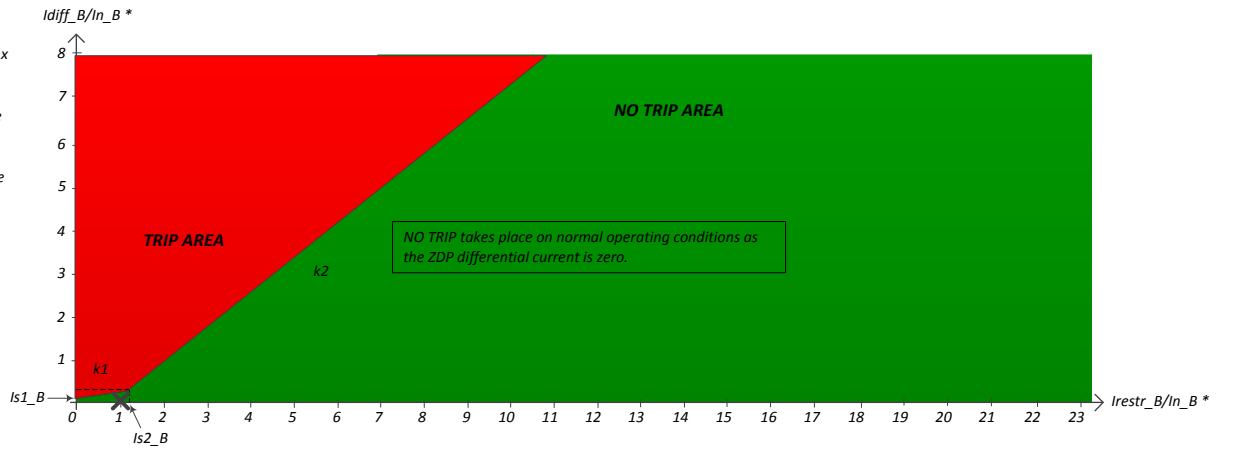 Idiff_B/In_B *
x
8
7
6
e
5
4
3
2
1
NO TRIP AREA
TRIP AREA
NO TRIP takes place on normal operating conditions as
the ZDP differential current is zero.
k2
k1
Is1_B
0 1 2 3 4 5 6 7 8 9 10 11 12 13 14 15 16 17 18 19 20 21 22 23
Irestr_B/In_B *
Is2_B